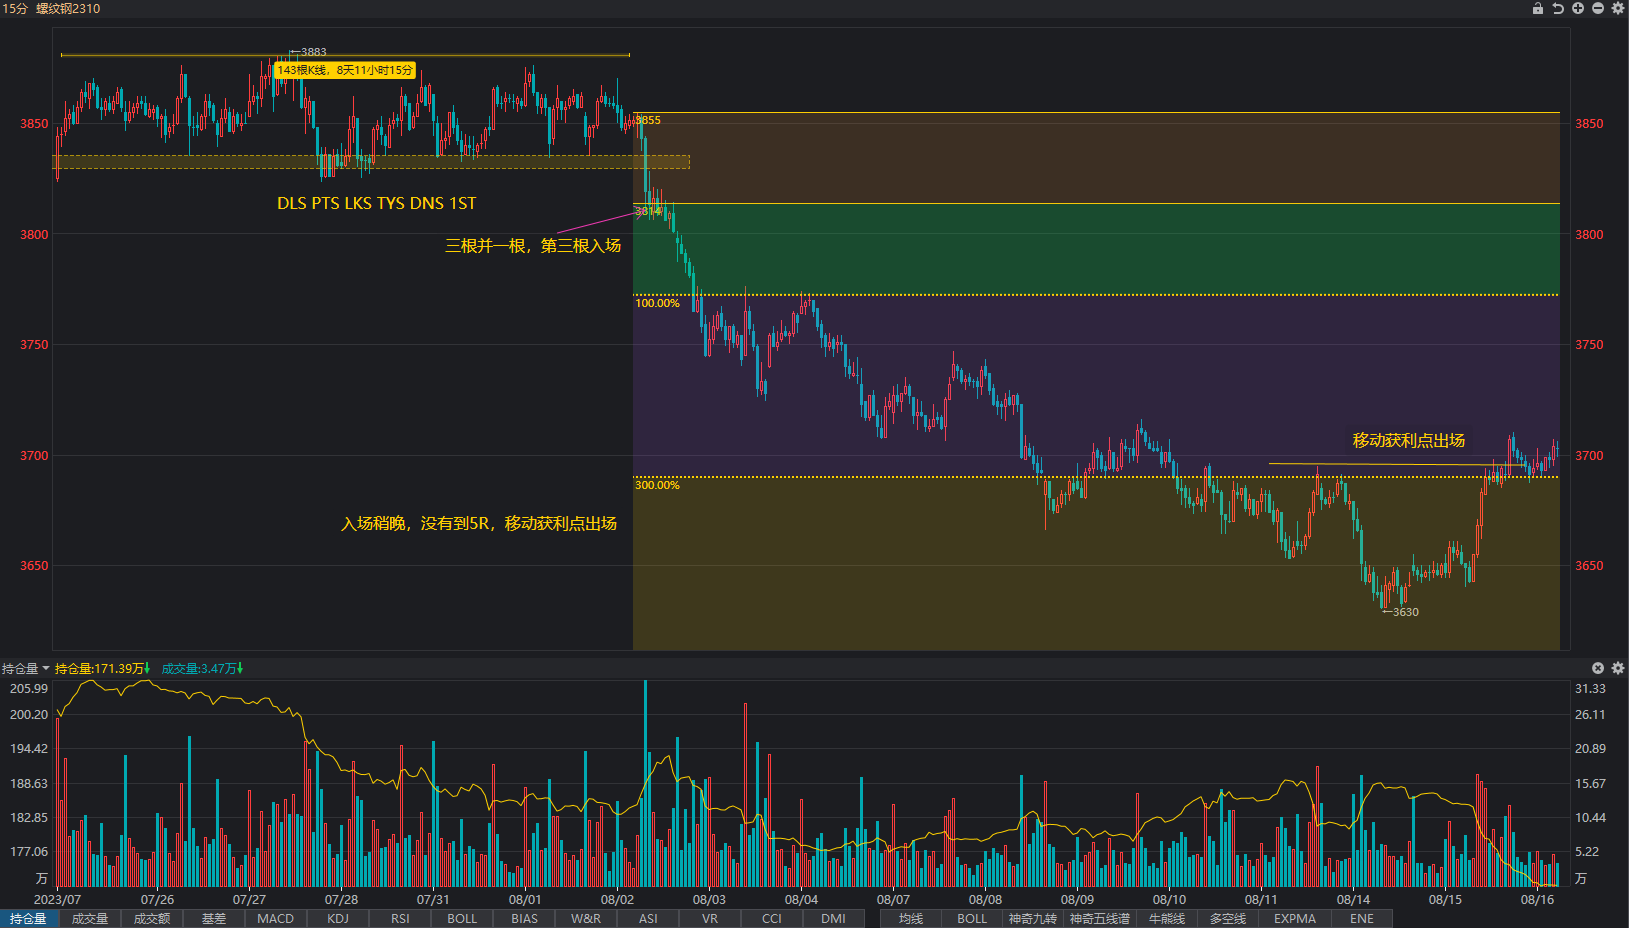 15分 螺纹钢2310
←3883
143根K线，8天11小时15分
3850
3855
3850
DLS PTS LKS TYS DNS 1ST
3814
3800
三根并一根，第三根入场
3800
100.00%
3750
3750
移动获利点出场
3700
3700
300.00%
入场稍晚，没有到5R，移动获利点出场
3650
3650
←3630
持仓量 持仓量:171.39万 成交量:3.47万
205.99
31.33
200.20
26.11
194.42
20.89
188.63
15.67
182.85
10.44
177.06
5.22
万
万
2023/07 07/26 07/27 07/28 07/31 08/01 08/02 08/03 08/04 08/07 08/08 08/09 08/10 08/11 08/14 08/15 08/16
持仓量 成交量 成交额 基差 MACD KDJ RSI BOLL BIAS W&R ASI VR CCI DMI 均线 BOLL 神奇九转 神奇五线谱 牛熊线 多空线 EXPMA ENE